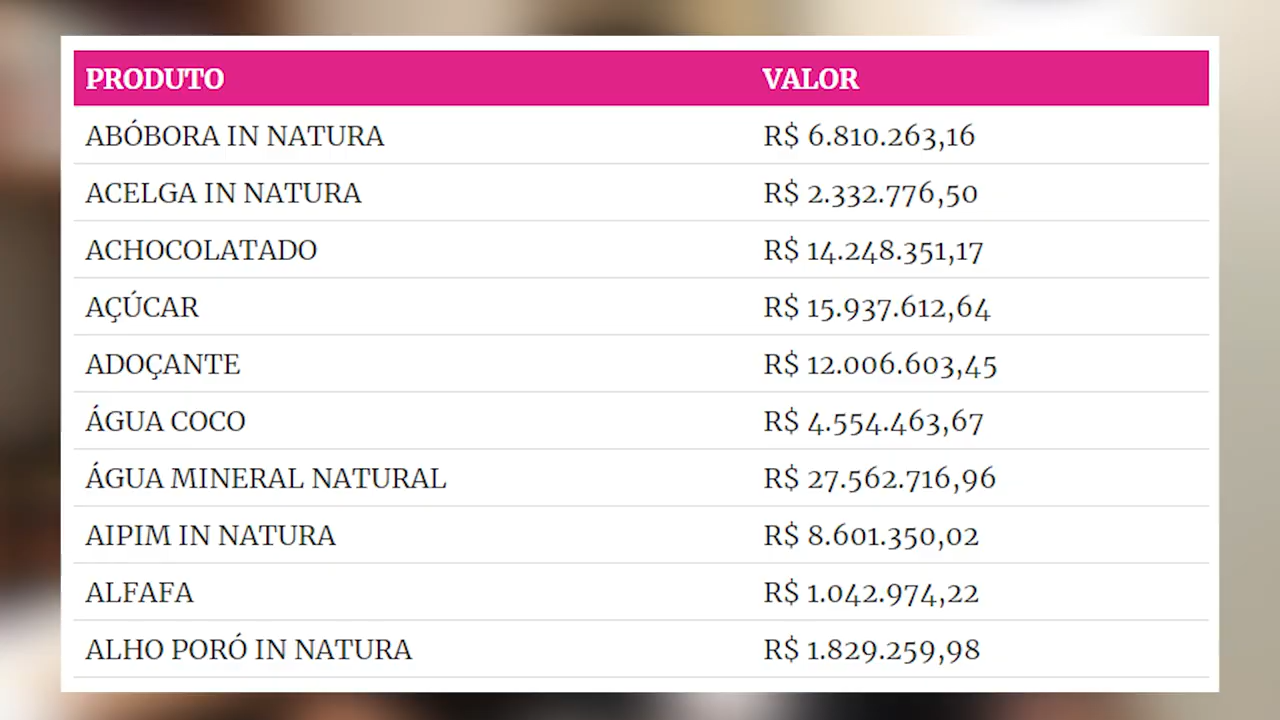 PRODUTO VALOR
ABÓBORA IN NATURA R$ 6.810.263,16
ACELGA IN NATURA R$ 2.332.776,50
ACHOCOLATADO R$ 14.248.351,17
AÇÚCAR R$ 15.937.612,64
ADOÇANTE R$ 12.006.603,45
ÁGUA COCO R$ 4.554.463,67
ÁGUA MINERAL NATURAL R$ 27.562.716,96
AIPIM IN NATURA R$ 8.601.350,02
ALFAFA R$ 1.042.974,22
ALHO PORÓ IN NATURA R$ 1.829.259,98